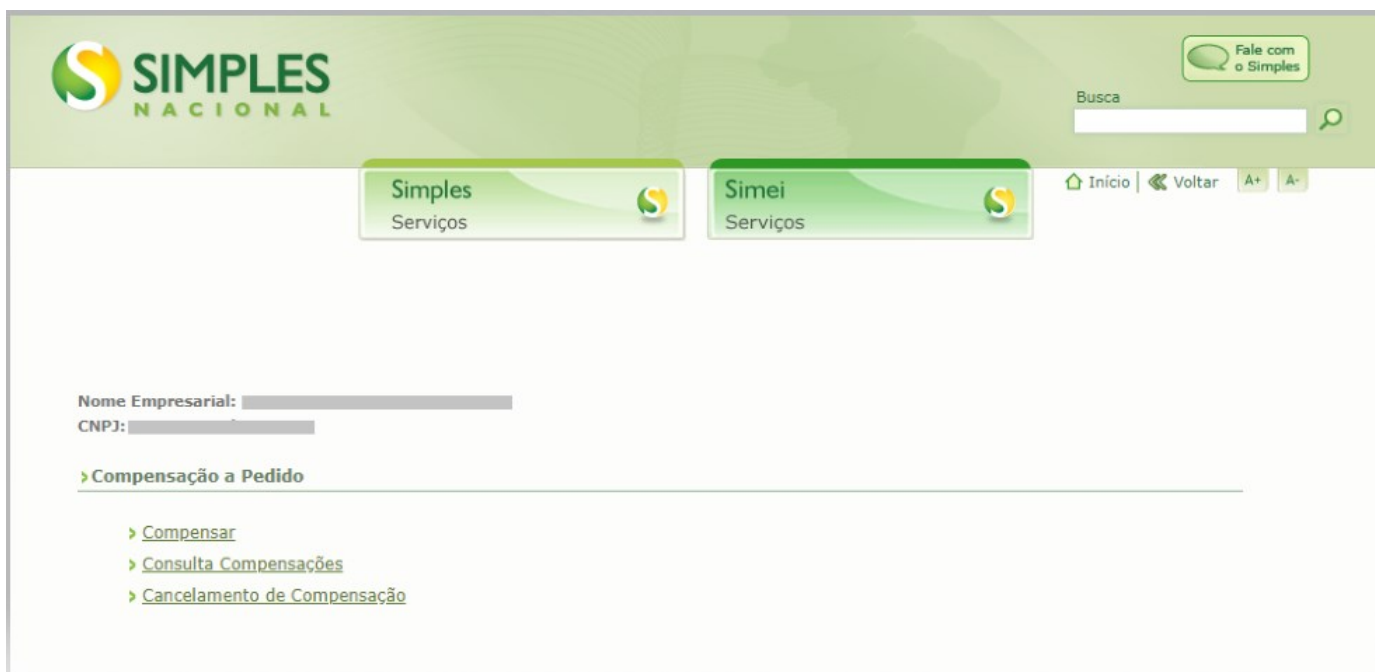 SIMPLES
NACIONAL
Fale com
o Simples
Busca
Simples
Serviços
Simei
Serviços
Início | Voltar A+ A-
Nome Empresarial:
CNPJ:
Compensação a Pedido
Compensar
Consulta Compensações
Cancelamento de Compensação